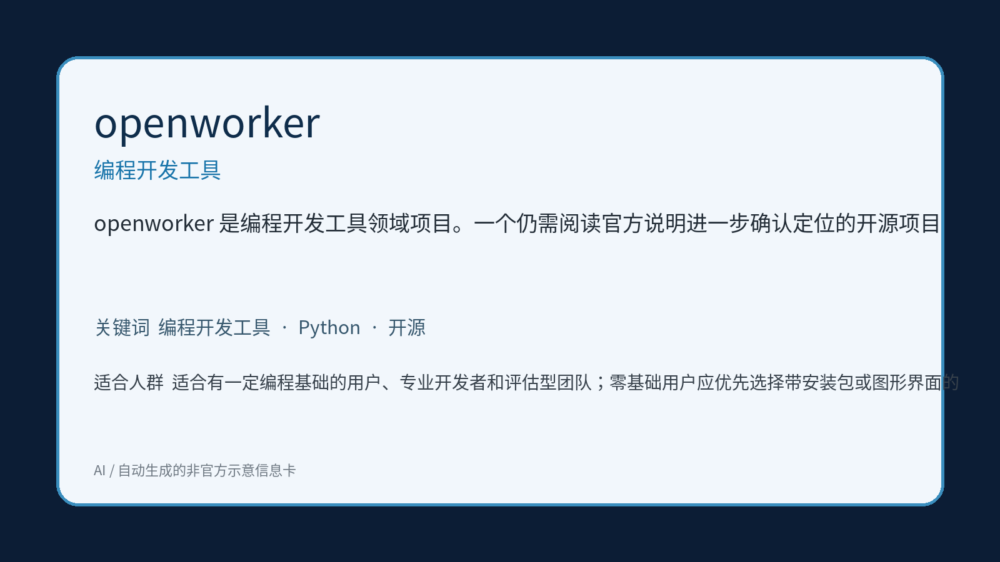 openworker
编程开发工具
openworker 是编程开发工具领域项目。一个仍需阅读官方说明进一步确认定位的开源项目
关键词 编程开发工具 · Python · 开源
适合人群 适合有一定编程基础的用户、专业开发者和评估型团队；零基础用户应优先选择带安装包或图形界面的
AI / 自动生成的非官方示意信息卡